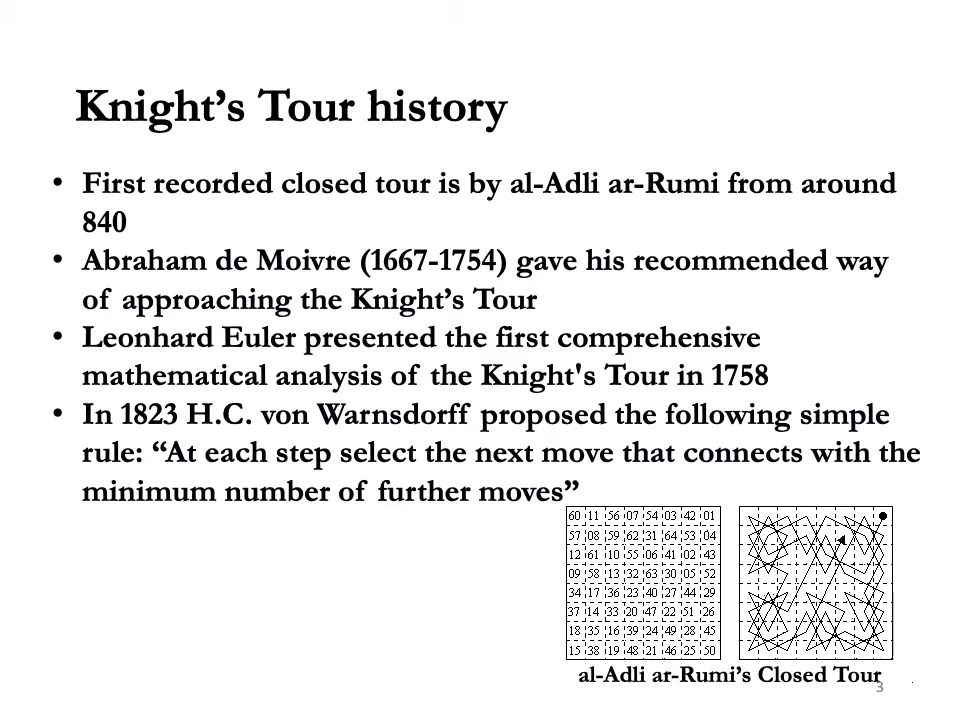 Knight’s Tour history
• First recorded closed tour is by al-Adli ar-Rumi from around
840
• Abraham de Moivre (1667-1754) gave his recommended way
of approaching the Knight’s Tour
• Leonhard Euler presented the first comprehensive
mathematical analysis of the Knight's Tour in 1758
• In 1823 H.C. von Warnsdorff proposed the following simple
rule: “At each step select the next move that connects with the
minimum number of further moves”
60 11 56 07 54 03 42 01
57 08 59 62 31 64 53 04
12 61 10 55 06 41 02 43
09 58 13 32 63 30 05 52
34 17 36 23 40 27 44 29
37 14 33 20 47 22 51 26
18 35 16 39 24 49 28 45
15 38 19 48 21 46 25 50
al-Adli ar-Rumi’s Closed Tour
3